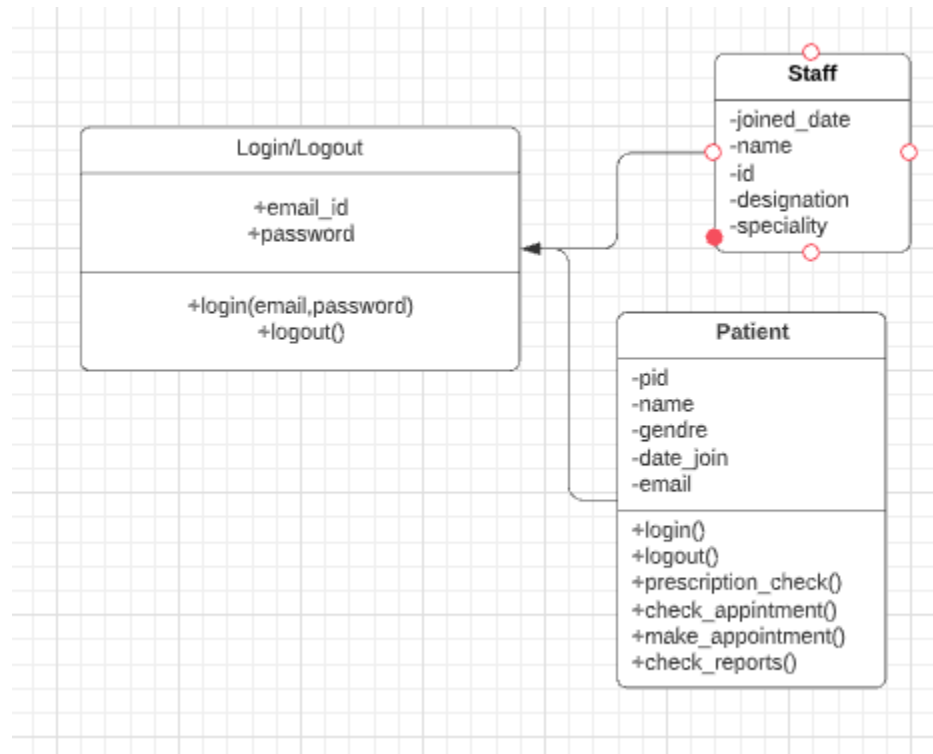 Login/Logout
+email_id
+password
+login(email,password)
+logout()
Staff
-joined_date
-name
-id
-designation
-speciality
Patient
-pid
-name
-gendre
-date_join
-email
+login()
+logout()
+prescription_check()
+check_appintment()
+make_appointment()
+check_reports()